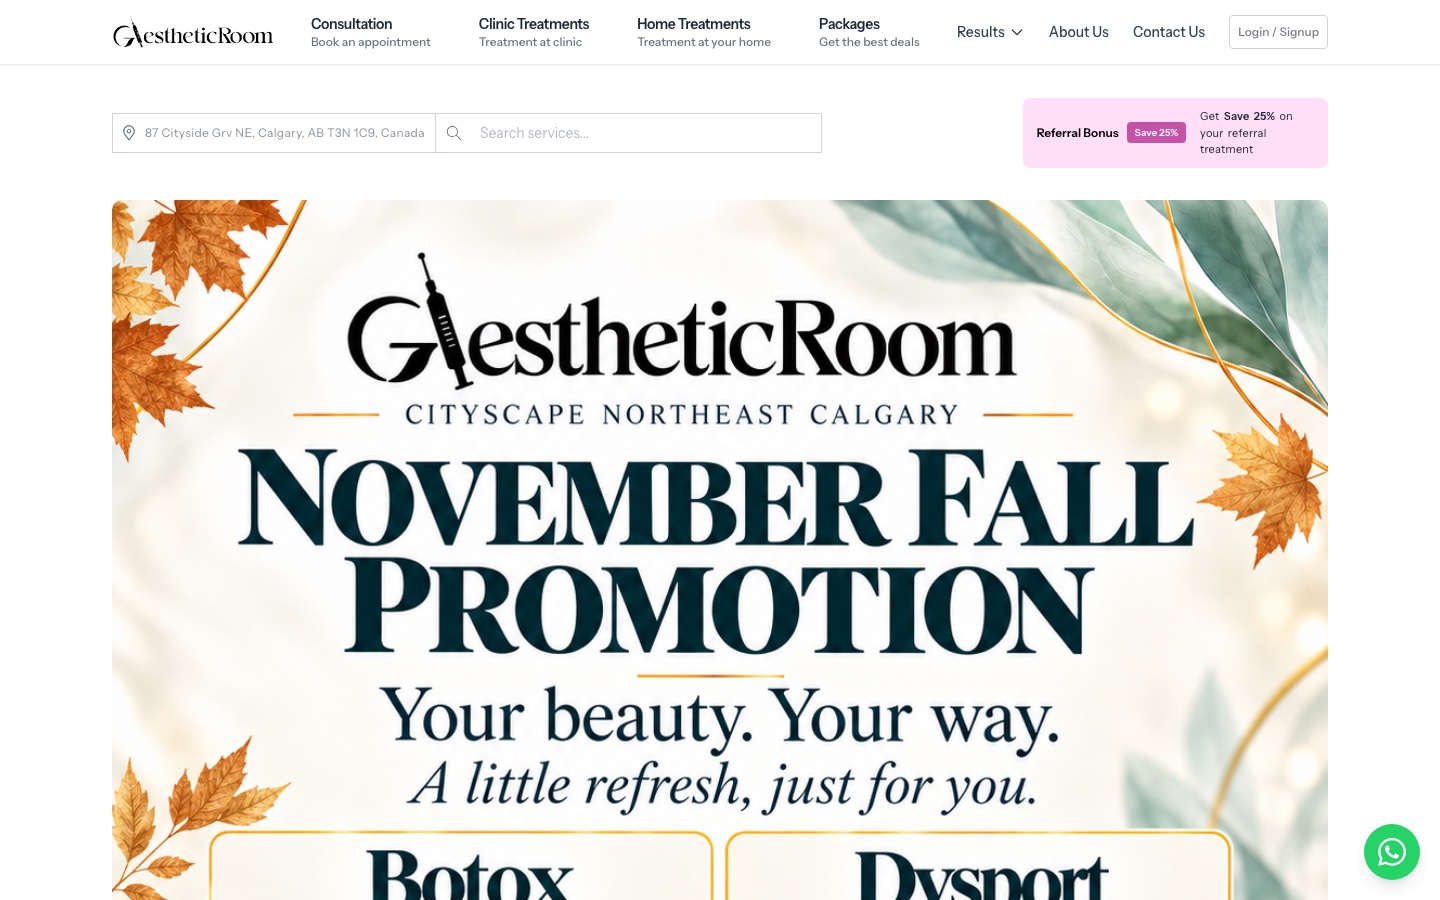 AestheticRoom
Consultation
Book an appointment
Clinic Treatments
Treatment at clinic
Home Treatments
Treatment at your home
Packages
Get the best deals
Results
About Us
Contact Us
Login / Signup
87 Cityside Grv NE, Calgary, AB T3N 1C9, Canada
Search services...
Referral Bonus
Save 25%
Get Save 25% on
your referral
treatment
AestheticRoom
CITYSCAPE NORTHEAST CALGARY
NOVEMBER FALL
PROMOTION
Your beauty. Your way.
A little refresh, just for you.
Botox
Dysport